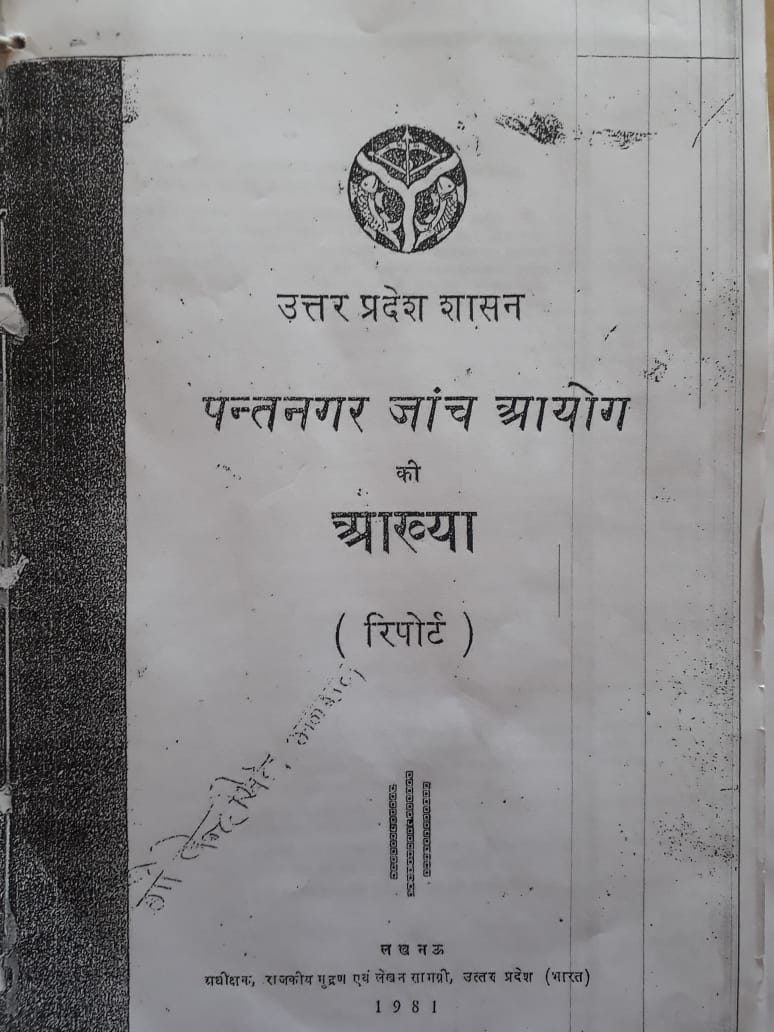 उत्तर प्रदेश शासन
पन्तनगर जांच आयोग
की
आख्या
( रिपोर्ट )
लखनऊ
अधीक्षक, राजकीय मुद्रण एवं लेखन सामग्री, उत्तर प्रदेश (भारत)
1981